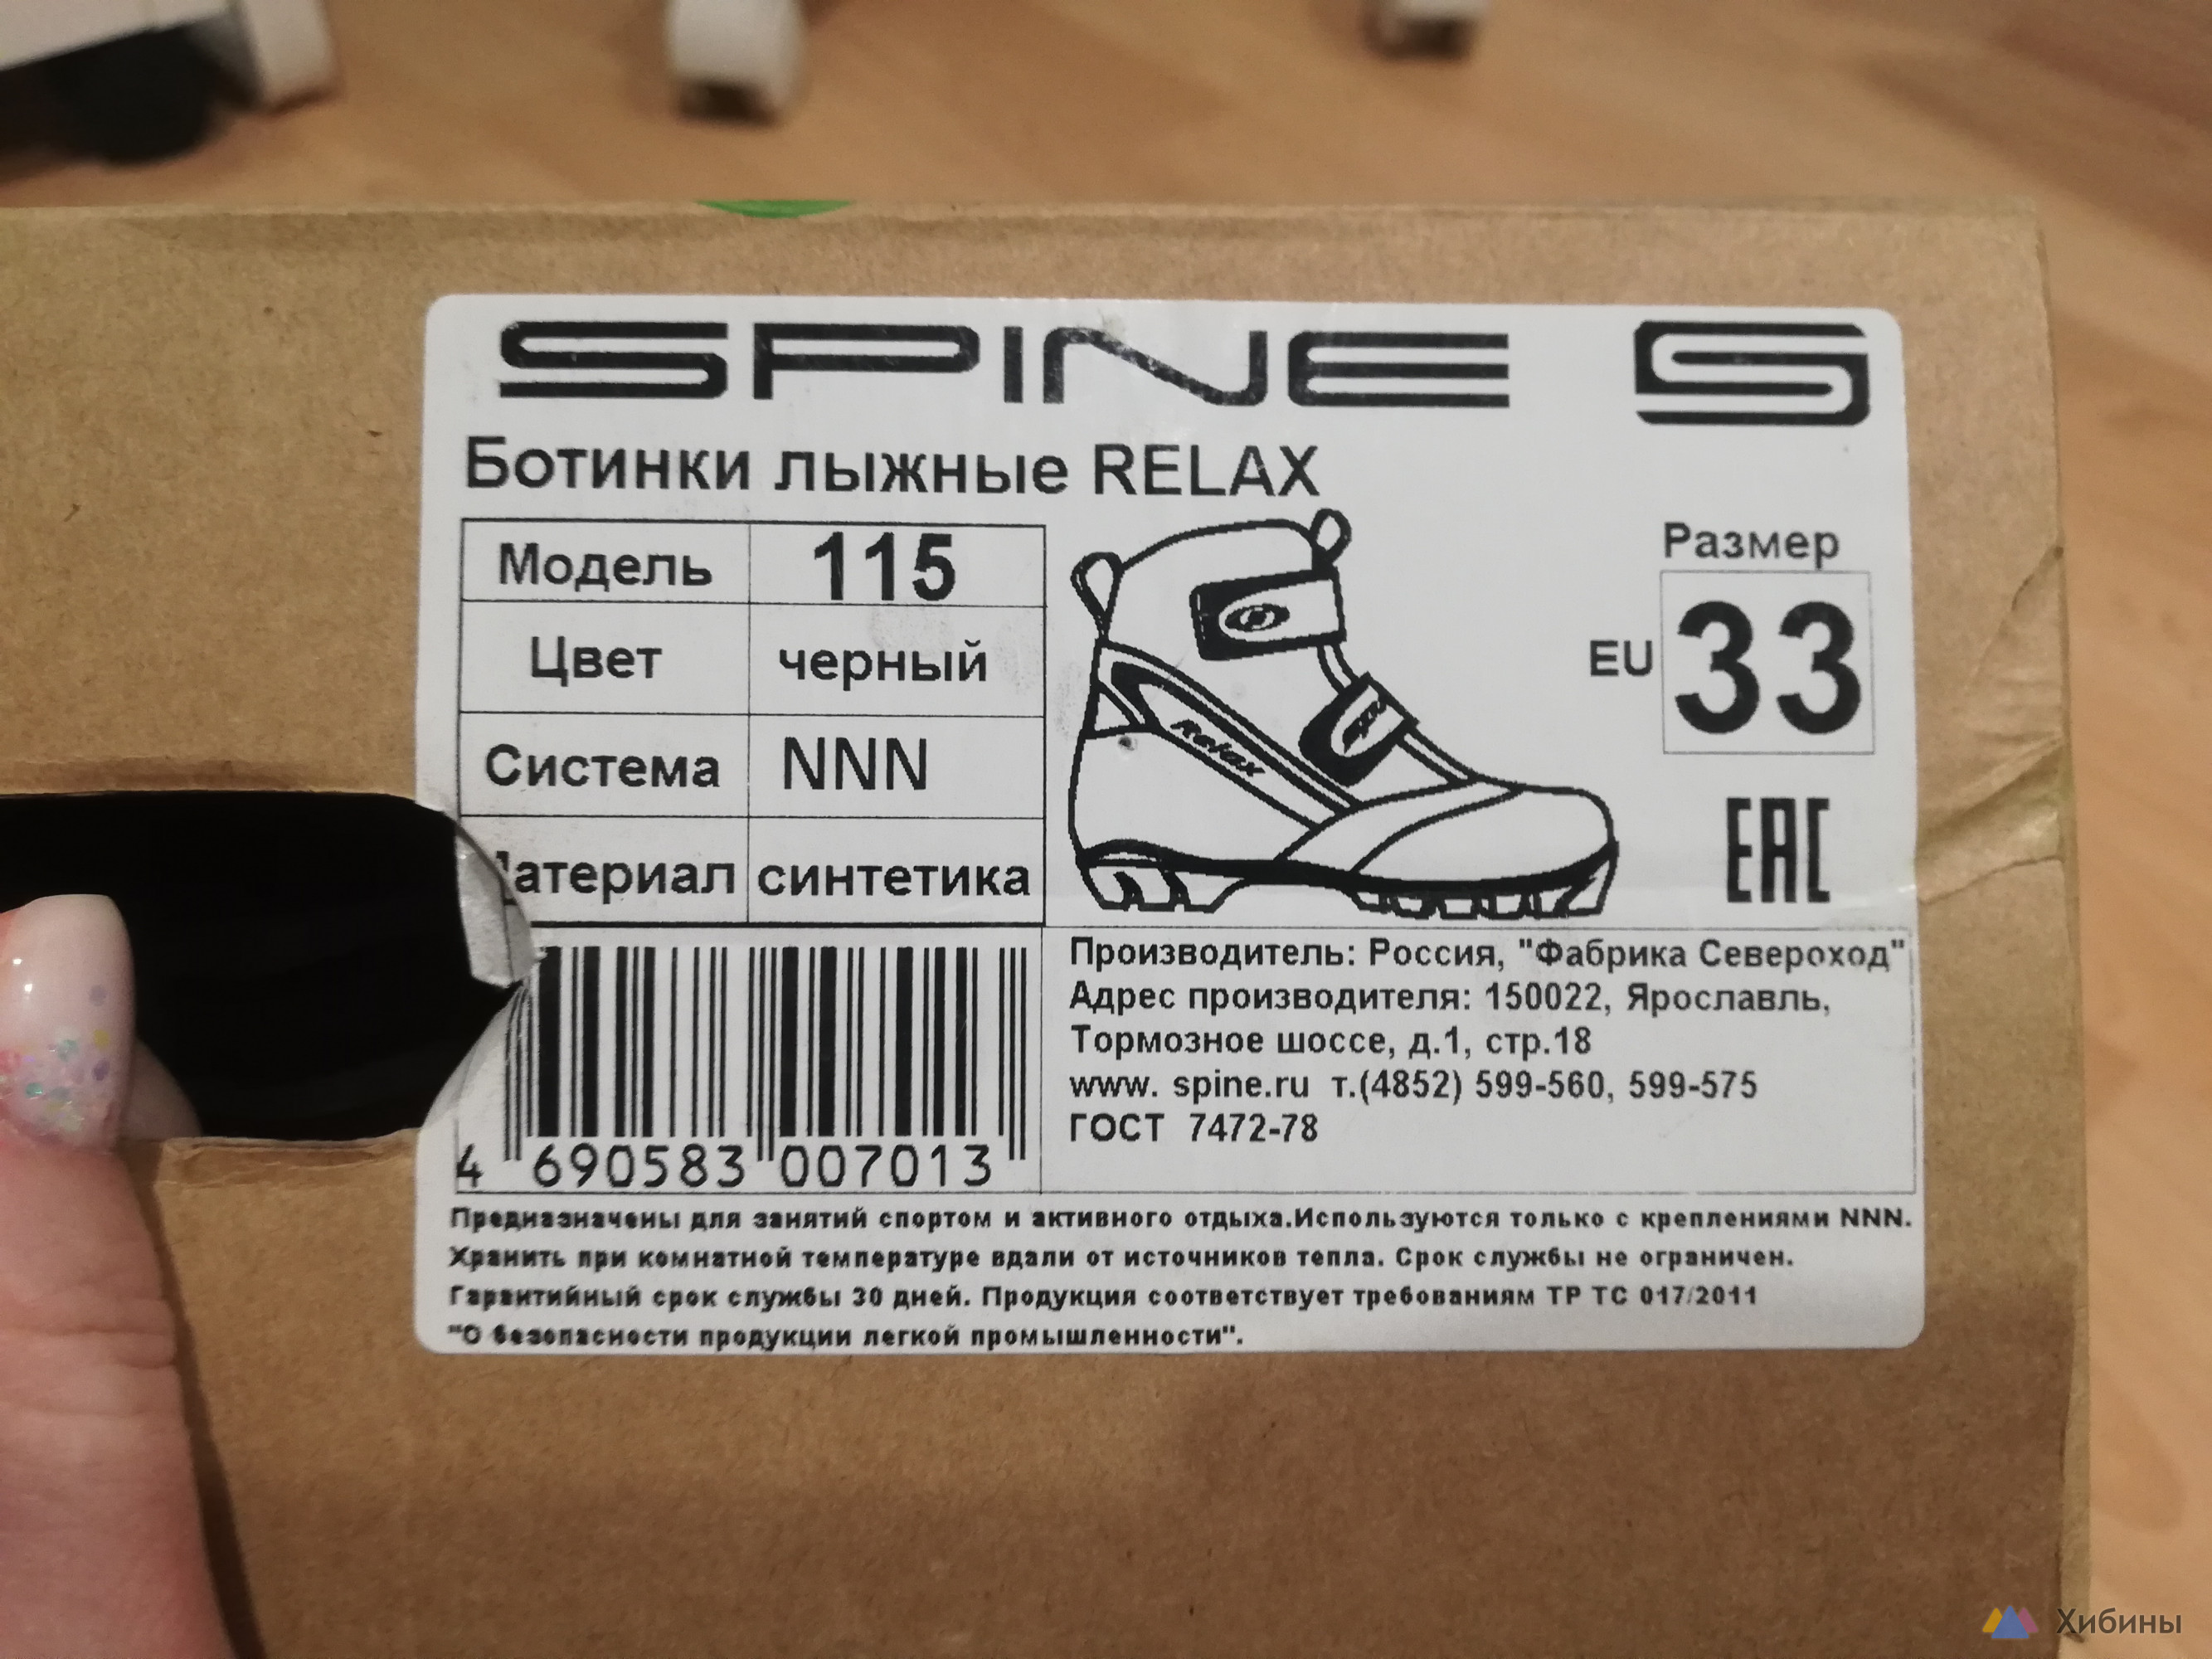 SPINE S
Ботинки лыжные RELAX
Модель 115
Цвет черный
Система NNN
Материал синтетика
Relax
Размер
EU 33
EAC
Производитель: Россия, "Фабрика Североход"
Адрес производителя: 150022, Ярославль,
Тормозное шоссе, д.1, стр.18
www. spine.ru т.(4852) 599-560, 599-575
ГОСТ 7472-78
4 690583 007013
Предназначены для занятий спортом и активного отдыха.Используются только с креплениями NNN.
Хранить при комнатной температуре вдали от источников тепла. Срок службы не ограничен.
Гарантийный срок службы 30 дней. Продукция соответствует требованиям ТР ТС 017/2011
"О безопасности продукции легкой промышленности".
Хибины